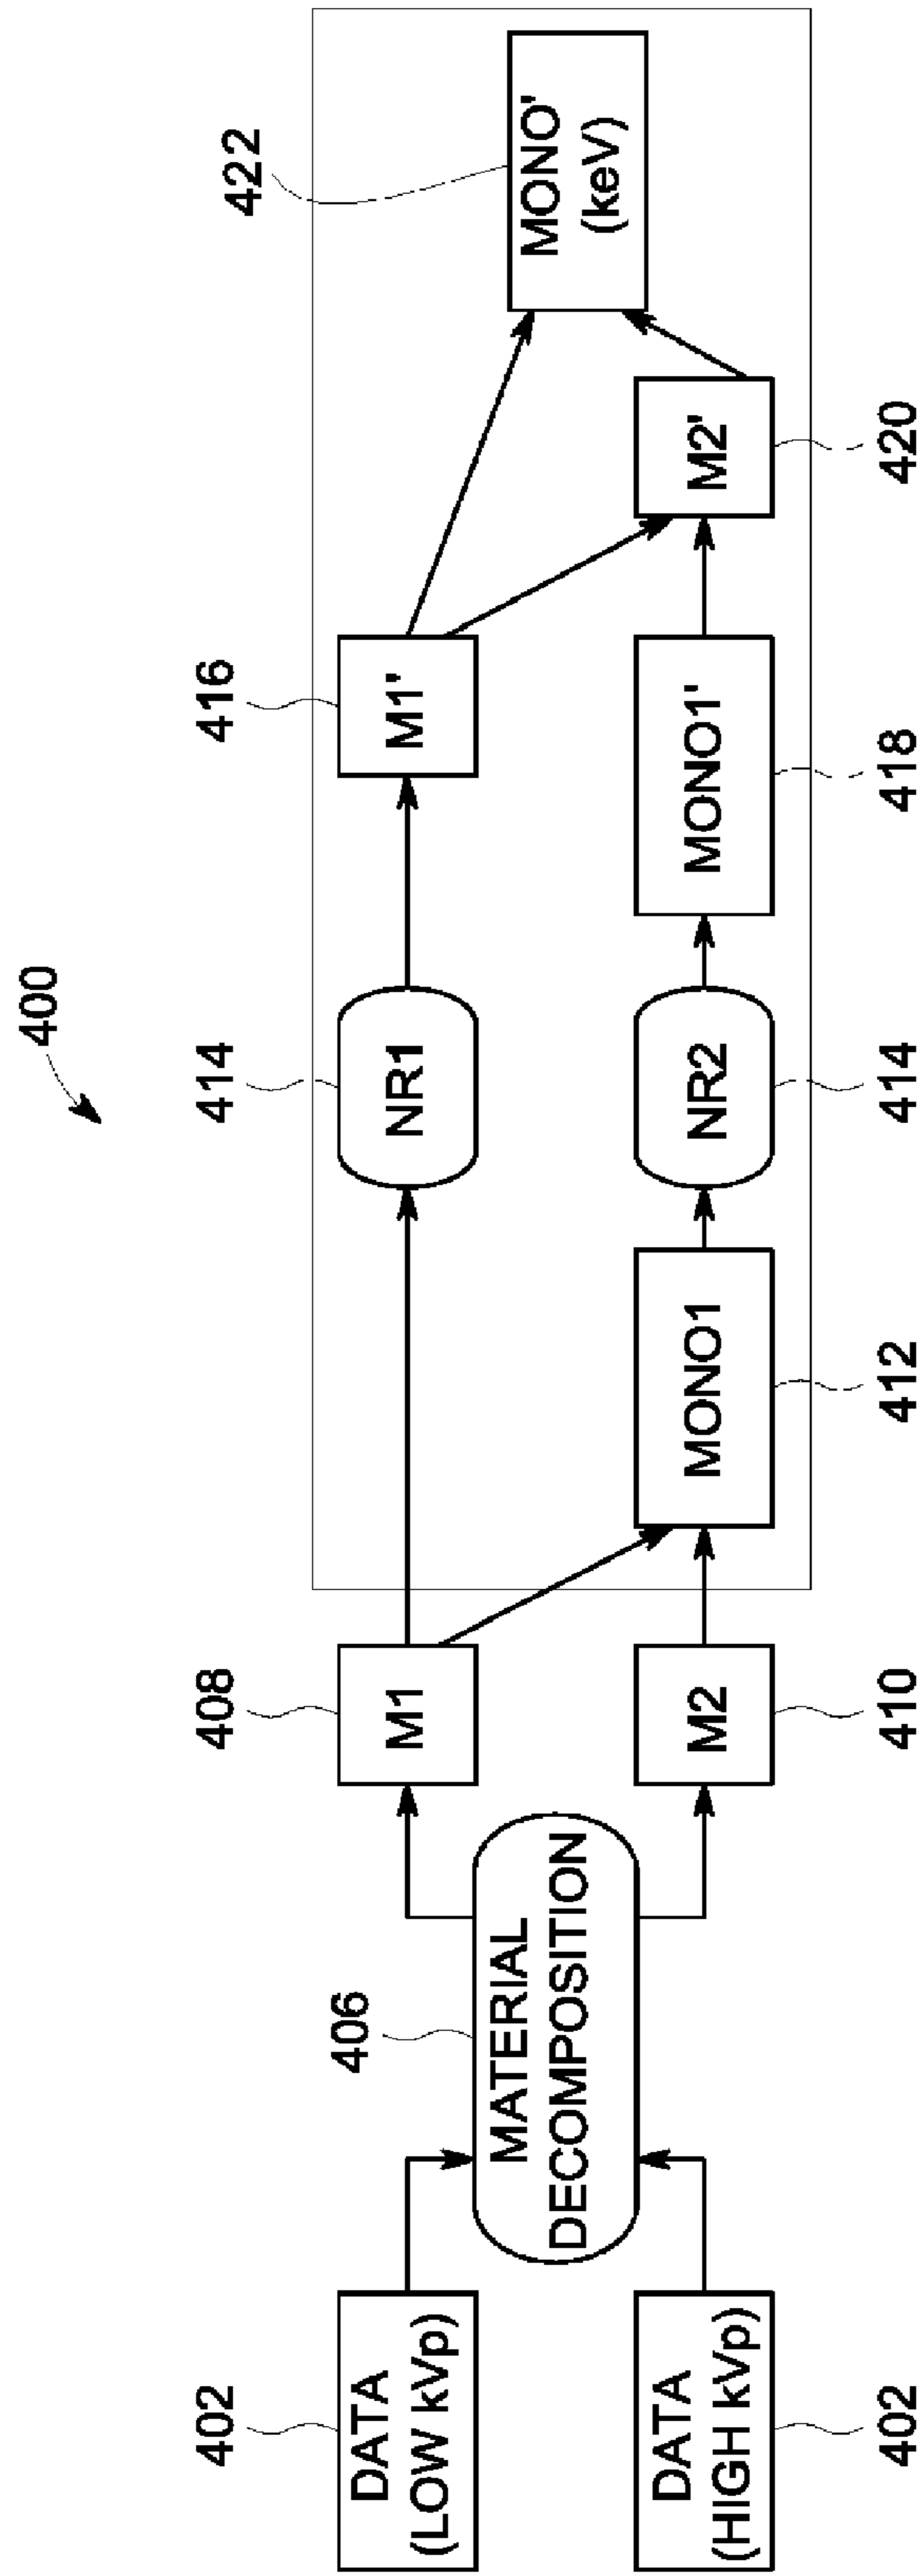 400
402
DATA
(LOW kVp)
402
DATA
(HIGH kVp)
406
MATERIAL
DECOMPOSITION
408
M1
M2
410
MONO1
412
414
NR1
NR2
414
416
M1'
MONO1'
418
M2'
420
422
MONO'
(keV)